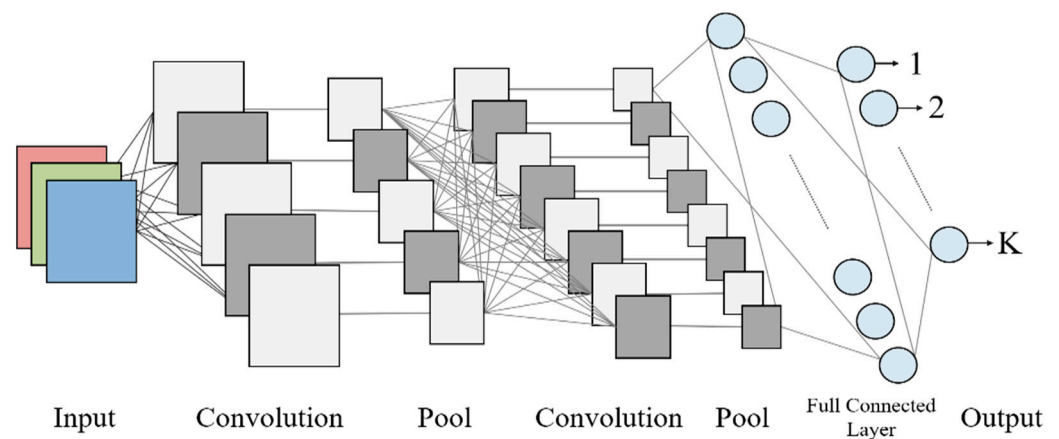 1
2
K
Input
Convolution
Pool
Convolution
Pool
Full Connected
Layer
Output